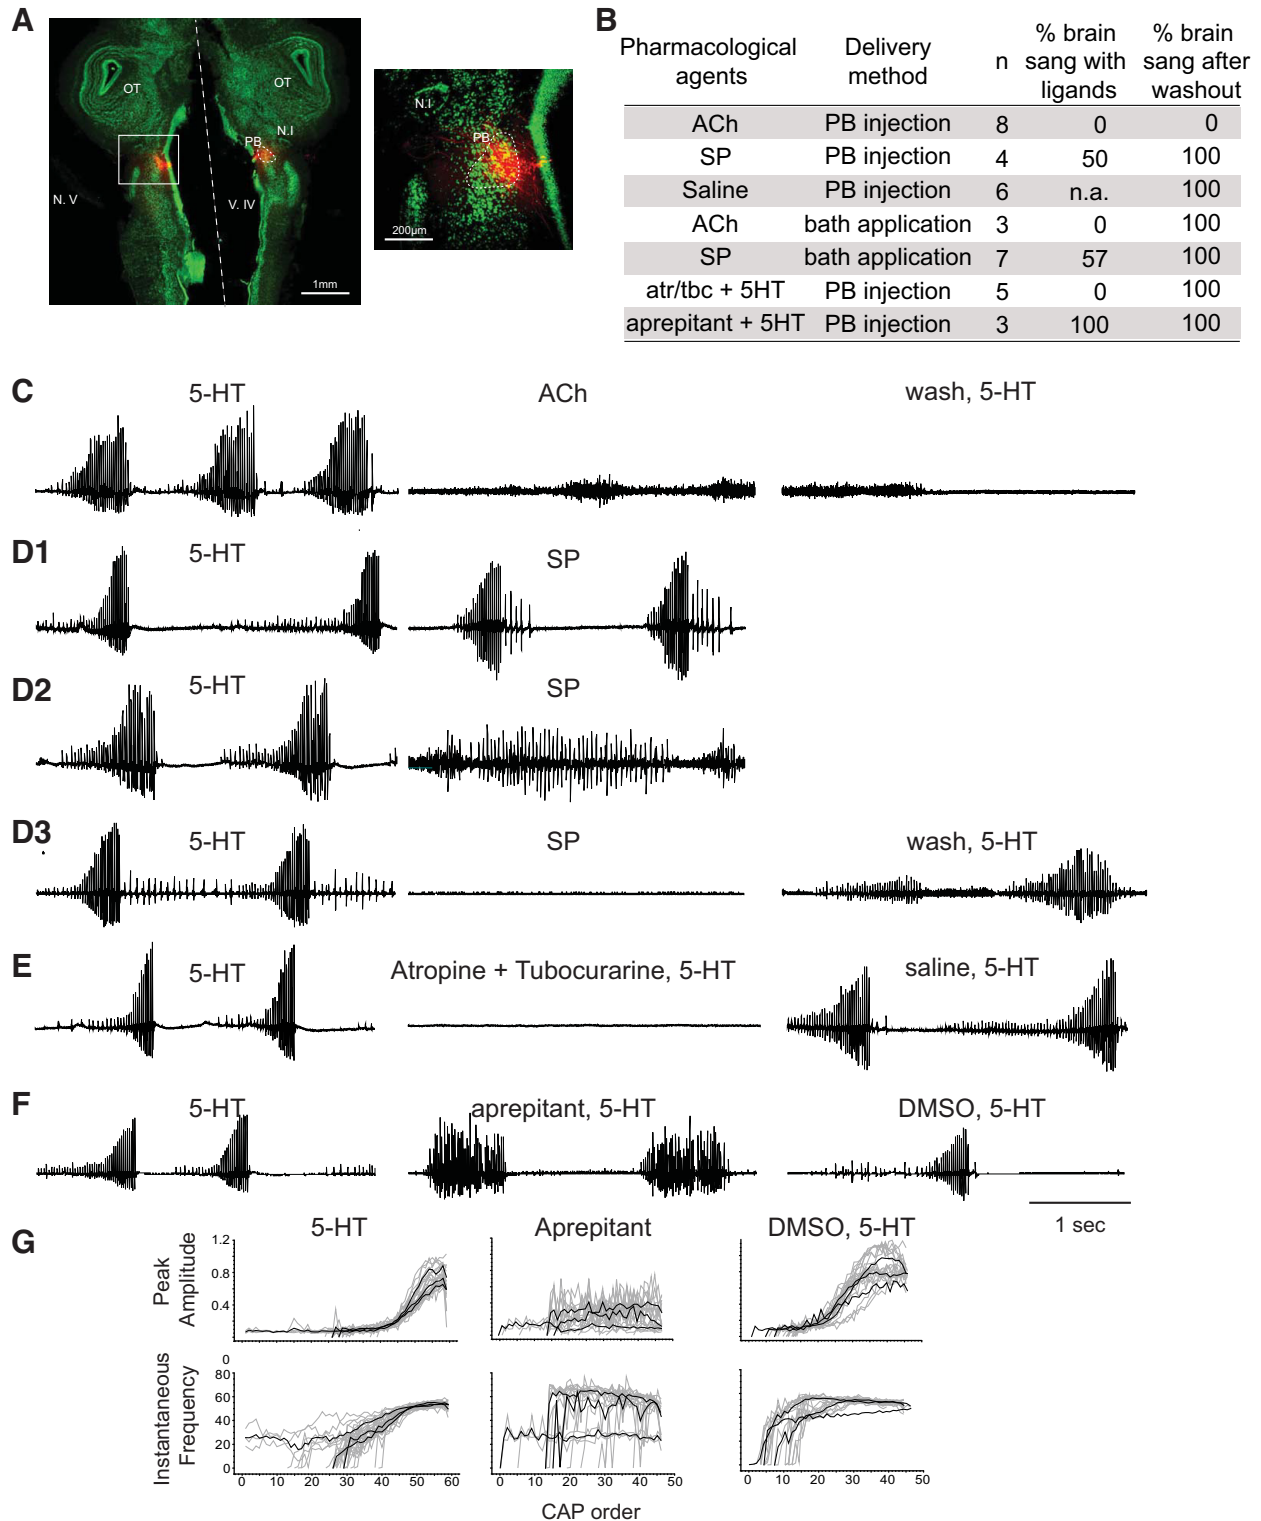 A
OT
OT
N.I
PB
N. V
V. IV
1mm
N.I
PB
200µm
B
Pharmacological agents
Delivery method
n
% brain sang with ligands
% brain sang after washout
ACh PB injection 8 0 0
SP PB injection 4 50 100
Saline PB injection 6 n.a. 100
ACh bath application 3 0 100
SP bath application 7 57 100
atr/tbc + 5HT PB injection 5 0 100
aprepitant + 5HT PB injection 3 100 100
C
5-HT ACh wash, 5-HT
D1
5-HT SP
D2
5-HT SP
D3
5-HT SP wash, 5-HT
E
5-HT Atropine + Tubocurarine, 5-HT saline, 5-HT
F
5-HT aprepitant, 5-HT DMSO, 5-HT
1 sec
G
5-HT Aprepitant DMSO, 5-HT
Peak
Amplitude
1.2
0.8
0.4
0
Instantaneous
Frequency
80
60
40
20
0
0 10 20 30 40 50 60
0 10 20 30 40 50
0 10 20 30 40 50
CAP order